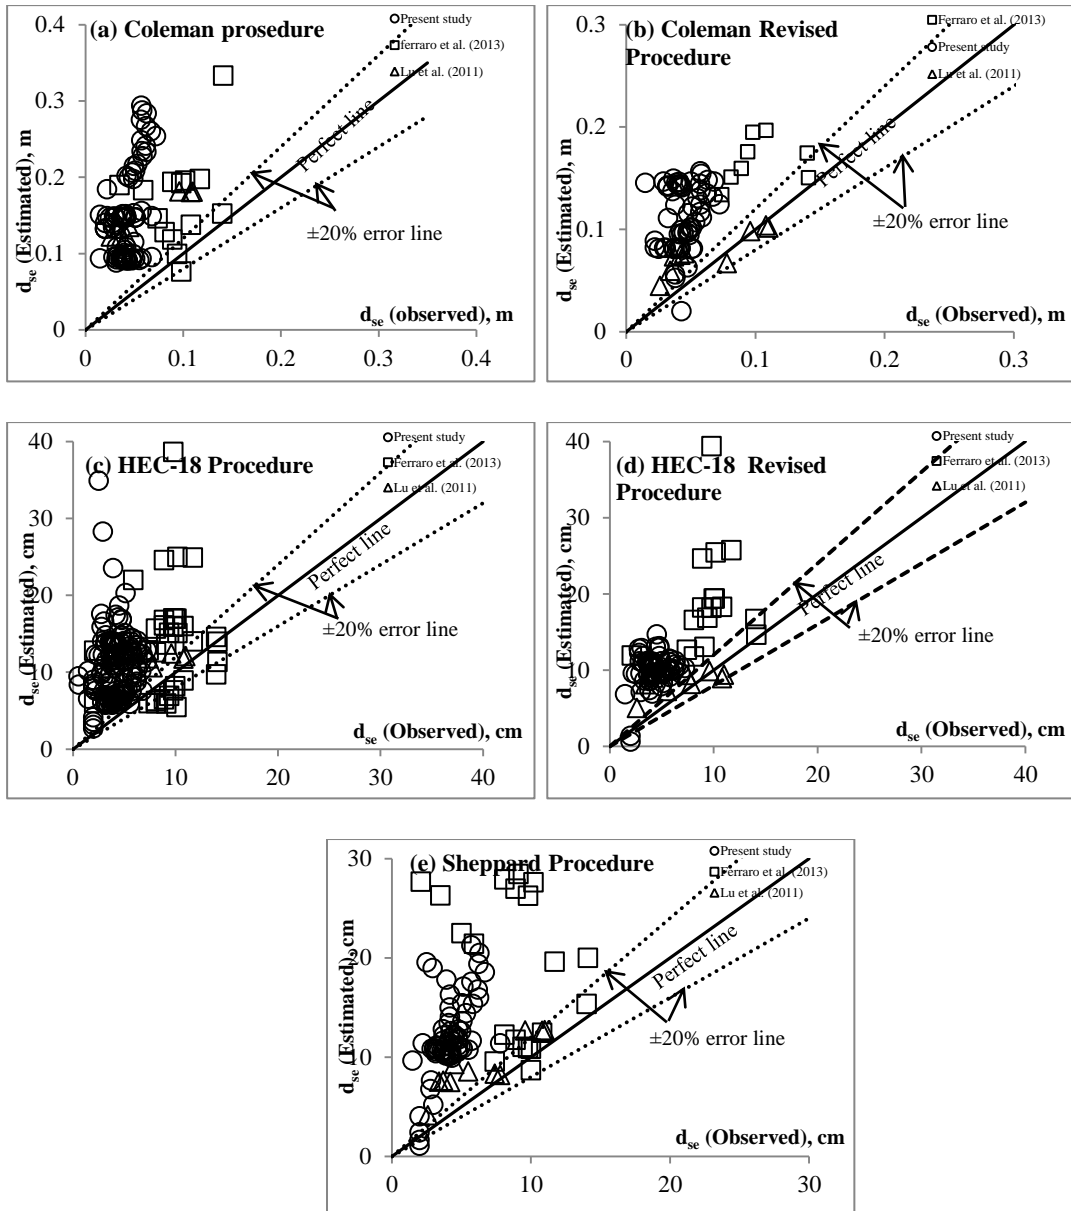 (a) Coleman prosedure
Present study
ferraro et al. (2013)
Lu et al. (2011)
0.4
0.3
0.2
0.1
0
dse (Estimated), m
Perfect line
±20% error line
dse (observed), m
0 0.1 0.2 0.3 0.4
(b) Coleman Revised
Procedure
Ferraro et al. (2013)
Present study
Lu et al. (2011)
0.3
0.2
0.1
0
dse (Estimated), m
Perfect line
±20% error line
dse (Observed), m
0 0.1 0.2 0.3
(c) HEC-18 Procedure
Present study
Ferraro et al. (2013)
Lu et al. (2011)
40
30
20
10
0
dse (Estimated), cm
Perfect line
±20% error line
dse (Observed), cm
0 10 20 30 40
(d) HEC-18 Revised
Procedure
Present study
Ferraro et al. (2013)
Lu et al. (2011)
40
30
20
10
0
dse (Estimated), cm
Perfect line
±20% error line
dse (Observed), cm
0 10 20 30 40
(e) Sheppard Procedure
Present study
Ferraro et al. (2013)
Lu et al. (2011)
30
20
10
0
dse (Estimated), cm
Perfect line
±20% error line
dse (Observed), cm
0 10 20 30